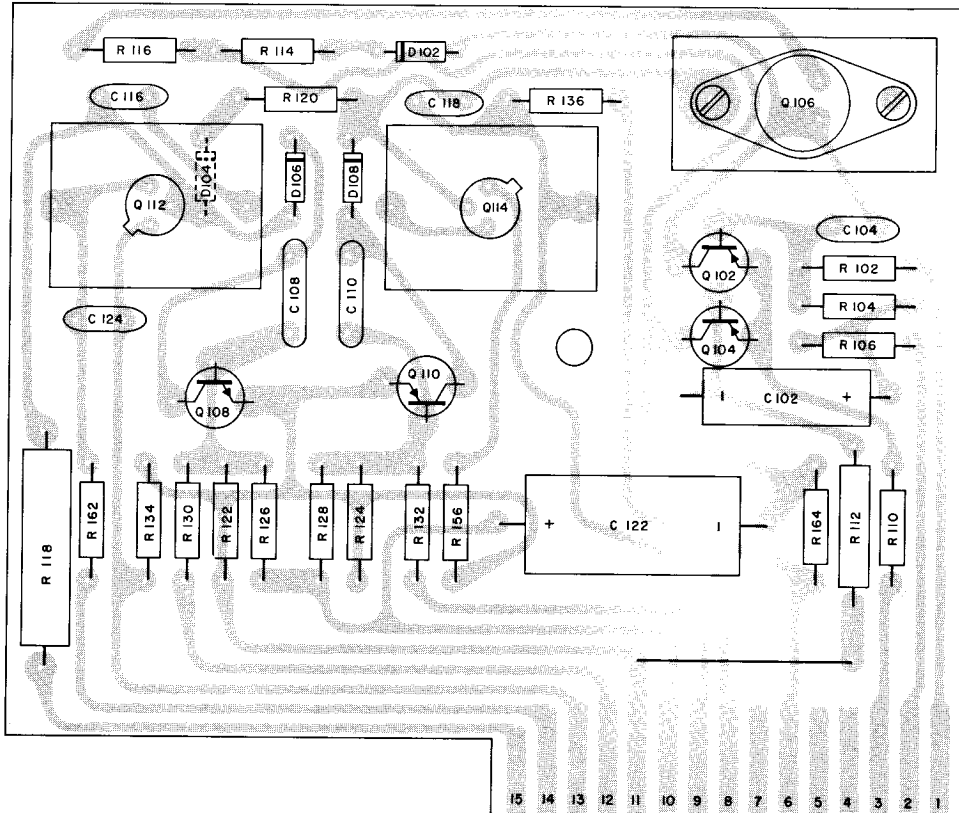 R 116
R 114
D102
C 116
R 120
C 118
R 136
Q 106
D104
D106
D108
Q 112
Q114
C 104
Q 102
R 102
C 108
C 110
R 104
C 124
Q 104
R 106
Q 110
Q 108
C 102
+
R 118
R 162
R 134
R 130
R 122
R 126
R 128
R 124
R 132
R 156
+
C 122
R 164
R 112
R 110
15 14 13 12 11 10 9 8 7 6 5 4 3 2 1